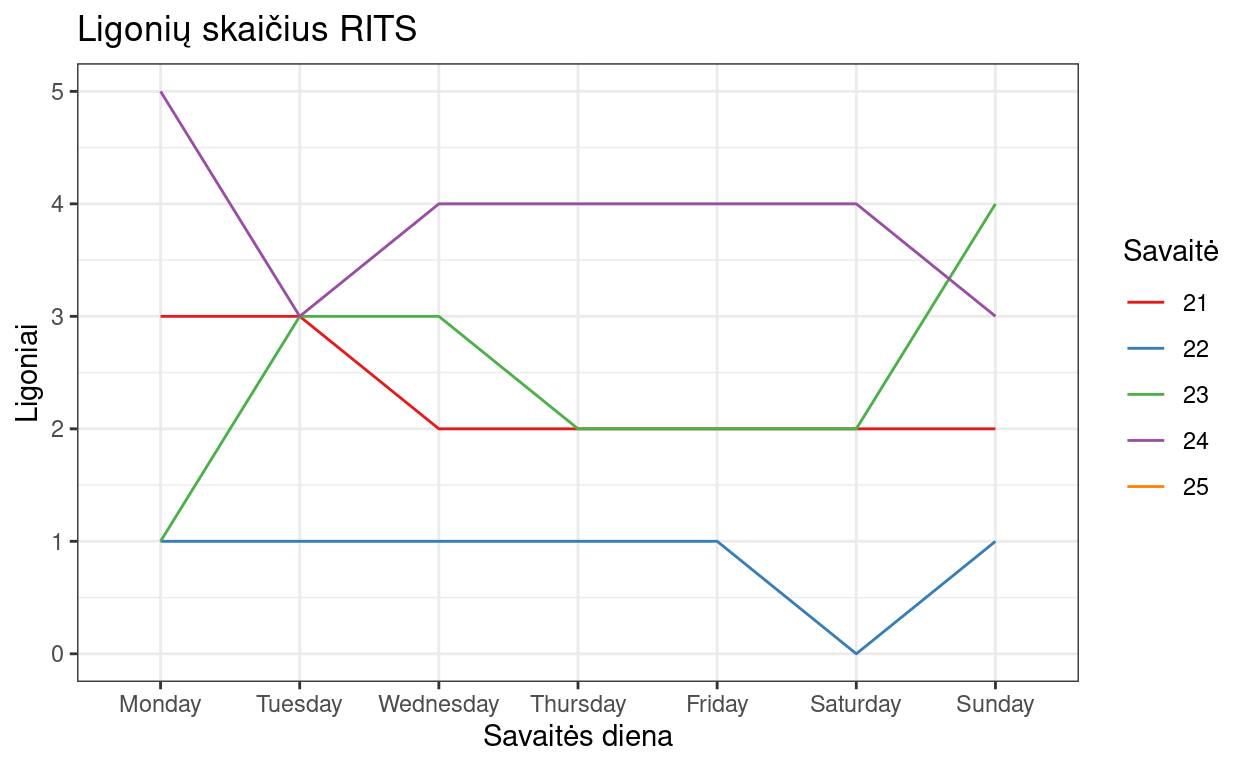 Ligonių skaičius RITS
Ligoniai
5
4
3
2
1
0
Monday Tuesday Wednesday Thursday Friday Saturday Sunday
Savaitės diena
Savaitė
21
22
23
24
25